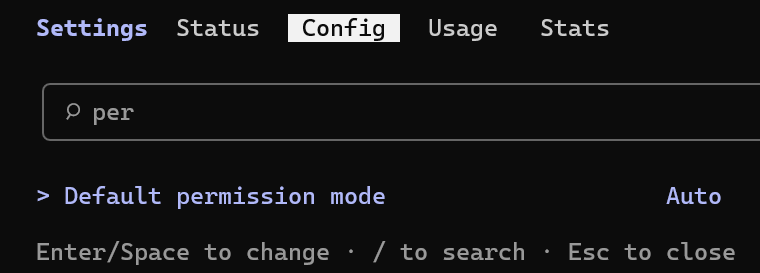 Settings Status Config Usage Stats
per
> Default permission mode Auto
Enter/Space to change · / to search · Esc to close